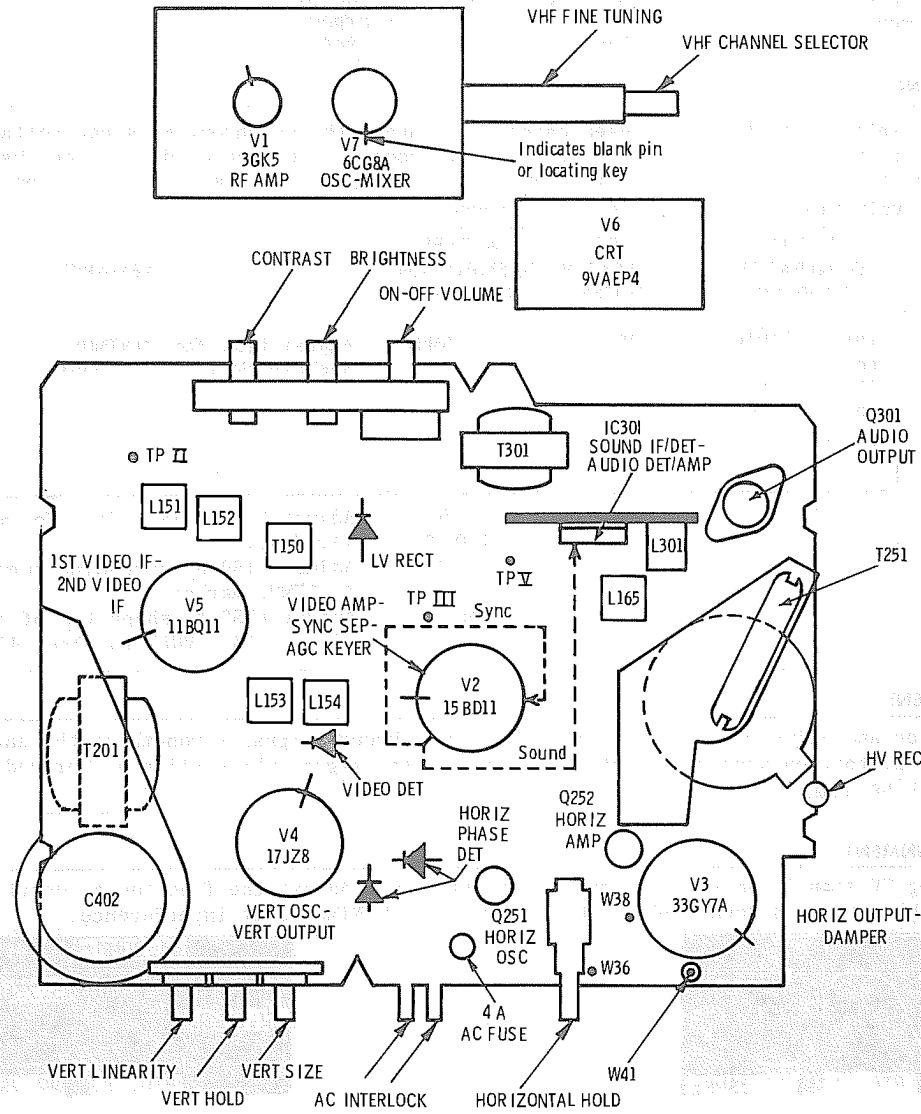 VHF FINE TUNING
VHF CHANNEL SELECTOR
V1
3GK5
RF AMP
V7
6CG8A
OSC-MIXER
Indicates blank pin
or locating key
V6
CRT
9VAEP4
CONTRAST
BRIGHTNESS
ON-OFF VOLUME
Q301
AUDIO
OUTPUT
IC301
SOUND IF/DET-
AUDIO DET/AMP
T301
TP II
L151
L152
T150
LV RECT
TP V
L301
L165
T251
1ST VIDEO IF-
2ND VIDEO
IF
V5
11BQ11
TP III
Sync
VIDEO AMP-
SYNC SEP-
AGC KEYER
V2
15BD11
L153
L154
Sound
T201
VIDEO DET
HV REC
Q252
HORIZ
AMP
HORIZ
PHASE
DET
V4
17JZ8
VERT OSC-
VERT OUTPUT
C402
Q251
HORIZ
OSC
V3
33GY7A
W38
HORIZ OUTPUT-
DAMPER
W36
4 A
AC FUSE
W41
VERT LINEARITY
VERT HOLD
VERT SIZE
AC INTERLOCK
HORIZONTAL HOLD